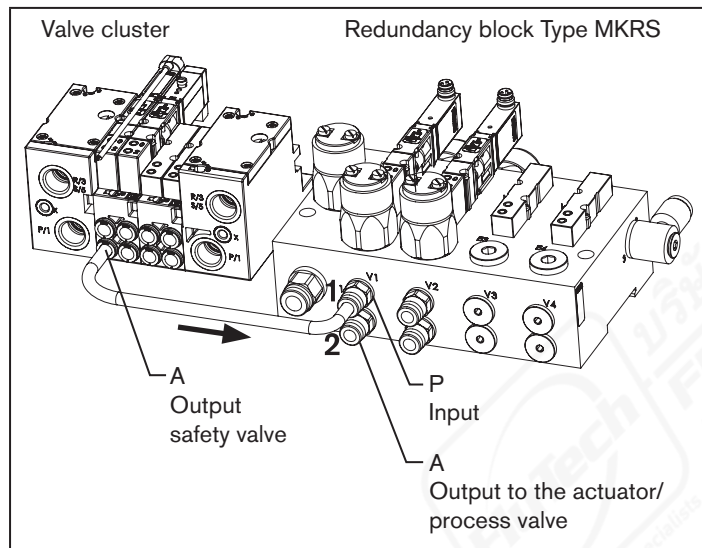 Valve cluster
Redundancy block Type MKRS
R/3
S/5
X
P/1
R/3
S/5
X
P/1
1
V1
V2
V3
V4
2
A
Output
safety valve
P
Input
A
Output to the actuator/
process valve